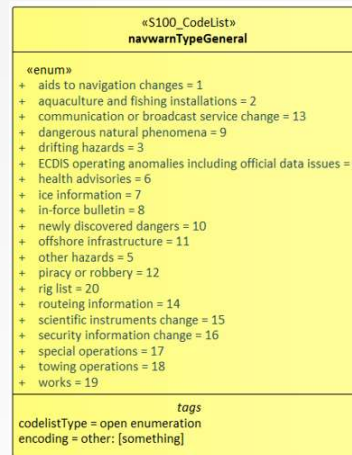 «S100_CodeList»
navwarnTypeGeneral
«enum»
+ aids to navigation changes = 1
+ aquaculture and fishing installations = 2
+ communication or broadcast service change = 13
+ dangerous natural phenomena = 9
+ drifting hazards = 3
+ ECDIS operating anomalies including official data issues =
+ health advisories = 6
+ ice information = 7
+ in-force bulletin = 8
+ newly discovered dangers = 10
+ offshore infrastructure = 11
+ other hazards = 5
+ piracy or robbery = 12
+ rig list = 20
+ routeing information = 14
+ scientific instruments change = 15
+ security information change = 16
+ special operations = 17
+ towing operations = 18
+ works = 19
tags
codelistType = open enumeration
encoding = other: [something]